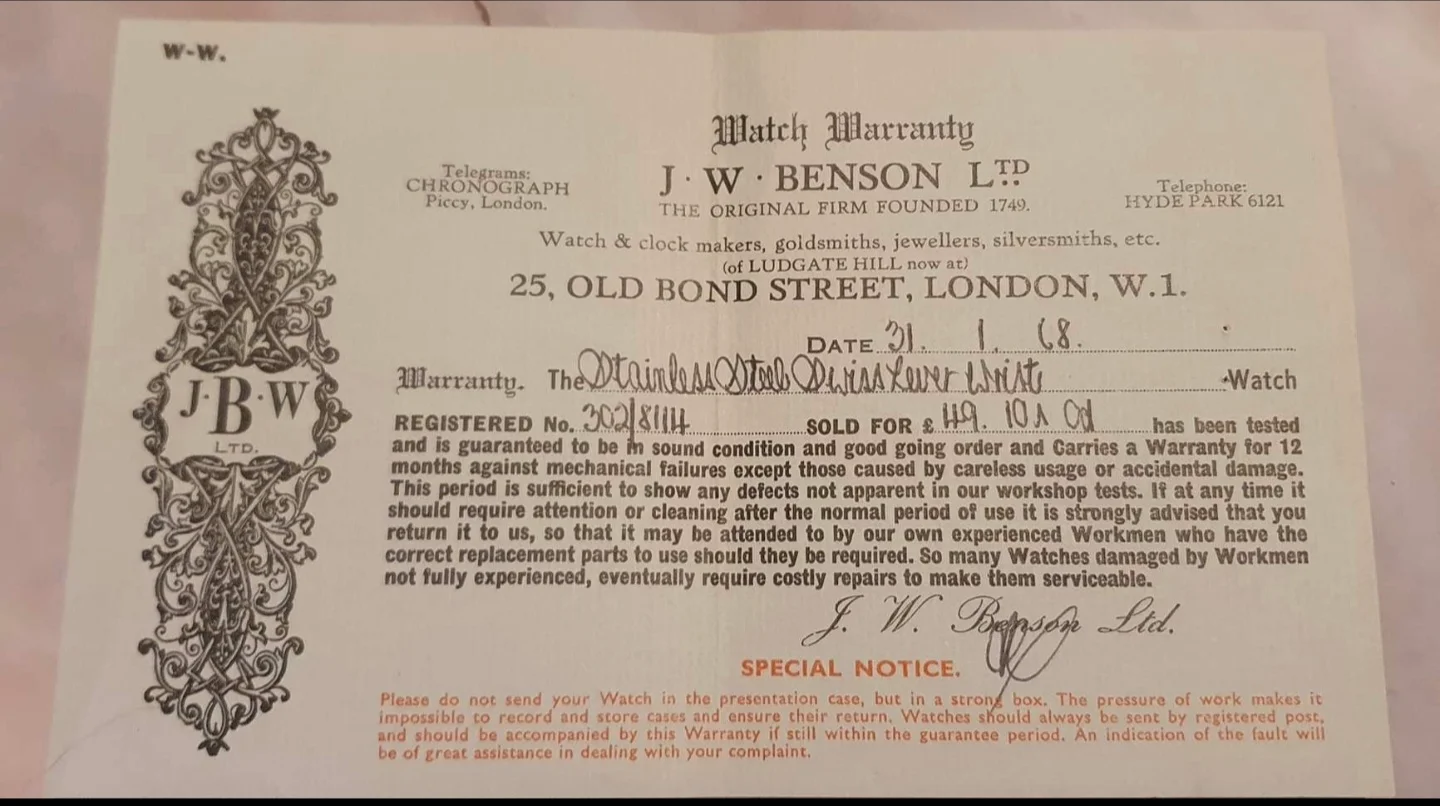 W-W.
Watch Warranty
Telegrams:
CHRONOGRAPH
Piccy, London.
J·W·BENSON LTD.
THE ORIGINAL FIRM FOUNDED 1749.
Telephone:
HYDE PARK 6121
Watch & clock makers, goldsmiths, jewellers, silversmiths, etc.
(of LUDGATE HILL now at)
25, OLD BOND STREET, LONDON, W.1.
DATE 31. 1. 68.
Warranty. The Stainless Steel Swiss Lever Wrist Watch
REGISTERED No. 302/8114 SOLD FOR £ 49. 10s 0d has been tested
and is guaranteed to be in sound condition and good going order and Carries a Warranty for 12
months against mechanical failures except those caused by careless usage or accidental damage.
This period is sufficient to show any defects not apparent in our workshop tests. If at any time it
should require attention or cleaning after the normal period of use it is strongly advised that you
return it to us, so that it may be attended to by our own experienced Workmen who have the
correct replacement parts to use should they be required. So many Watches damaged by Workmen
not fully experienced, eventually require costly repairs to make them serviceable.
J. W. Benson Ltd.
J·B·W
LTD.
SPECIAL NOTICE.
Please do not send your Watch in the presentation case, but in a strong box. The pressure of work makes it
impossible to record and store cases and ensure their return. Watches should always be sent by registered post,
and should be accompanied by this Warranty if still within the guarantee period. An indication of the fault will
be of great assistance in dealing with your complaint.